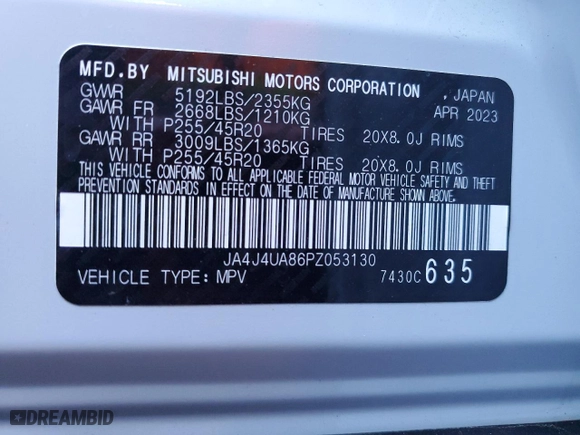 MFD.BY MITSUBISHI MOTORS CORPORATION , JAPAN
GVWR 5192LBS/2355KG APR 2023
GAWR FR 2668LBS/1210KG
WITH P255/45R20 TIRES 20X8.0J RIMS
GAWR RR 3009LBS/1365KG
WITH P255/45R20 TIRES 20X8.0J RIMS
THIS VEHICLE CONFORMS TO ALL APPLICABLE FEDERAL MOTOR VEHICLE SAFETY AND THEFT
PREVENTION STANDARDS IN EFFECT ON THE DATE OF MANUFACTURE SHOWN ABOVE.
JA4J4UA86PZ053130
VEHICLE TYPE: MPV 7430C 635
DREAMBID